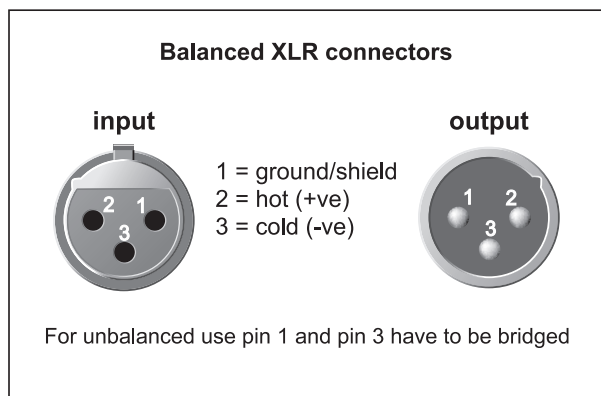 Balanced XLR connectors
input
output
1 = ground/shield
2 = hot (+ve)
3 = cold (-ve)
2 1
3
1 2
3
For unbalanced use pin 1 and pin 3 have to be bridged